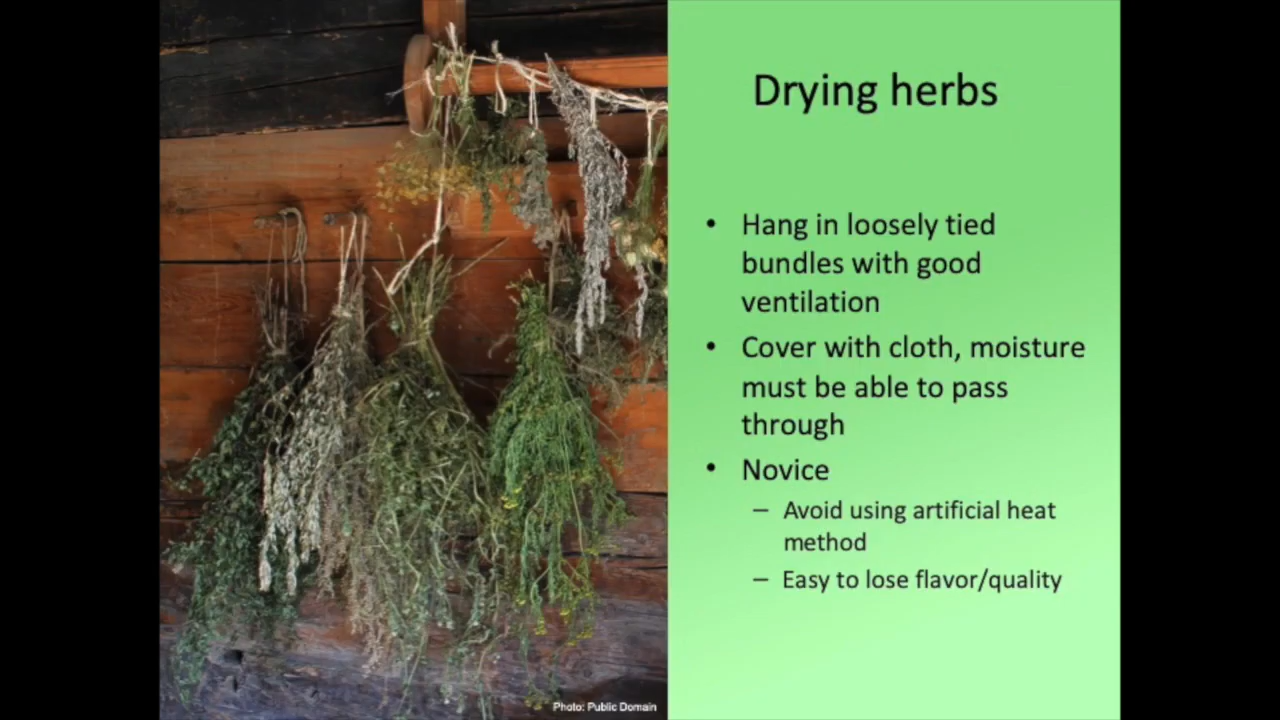 Drying herbs
• Hang in loosely tied
bundles with good
ventilation
• Cover with cloth, moisture
must be able to pass
through
• Novice
– Avoid using artificial heat
method
– Easy to lose flavor/quality
Photo: Public Domain